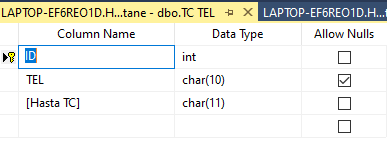 LAPTOP-EF6REO1D.H...tane - dbo.TC TEL LAPTOP-EF6REO1D.H...tane
Column Name Data Type Allow Nulls
ID int
TEL char(10)
[Hasta TC] char(11)